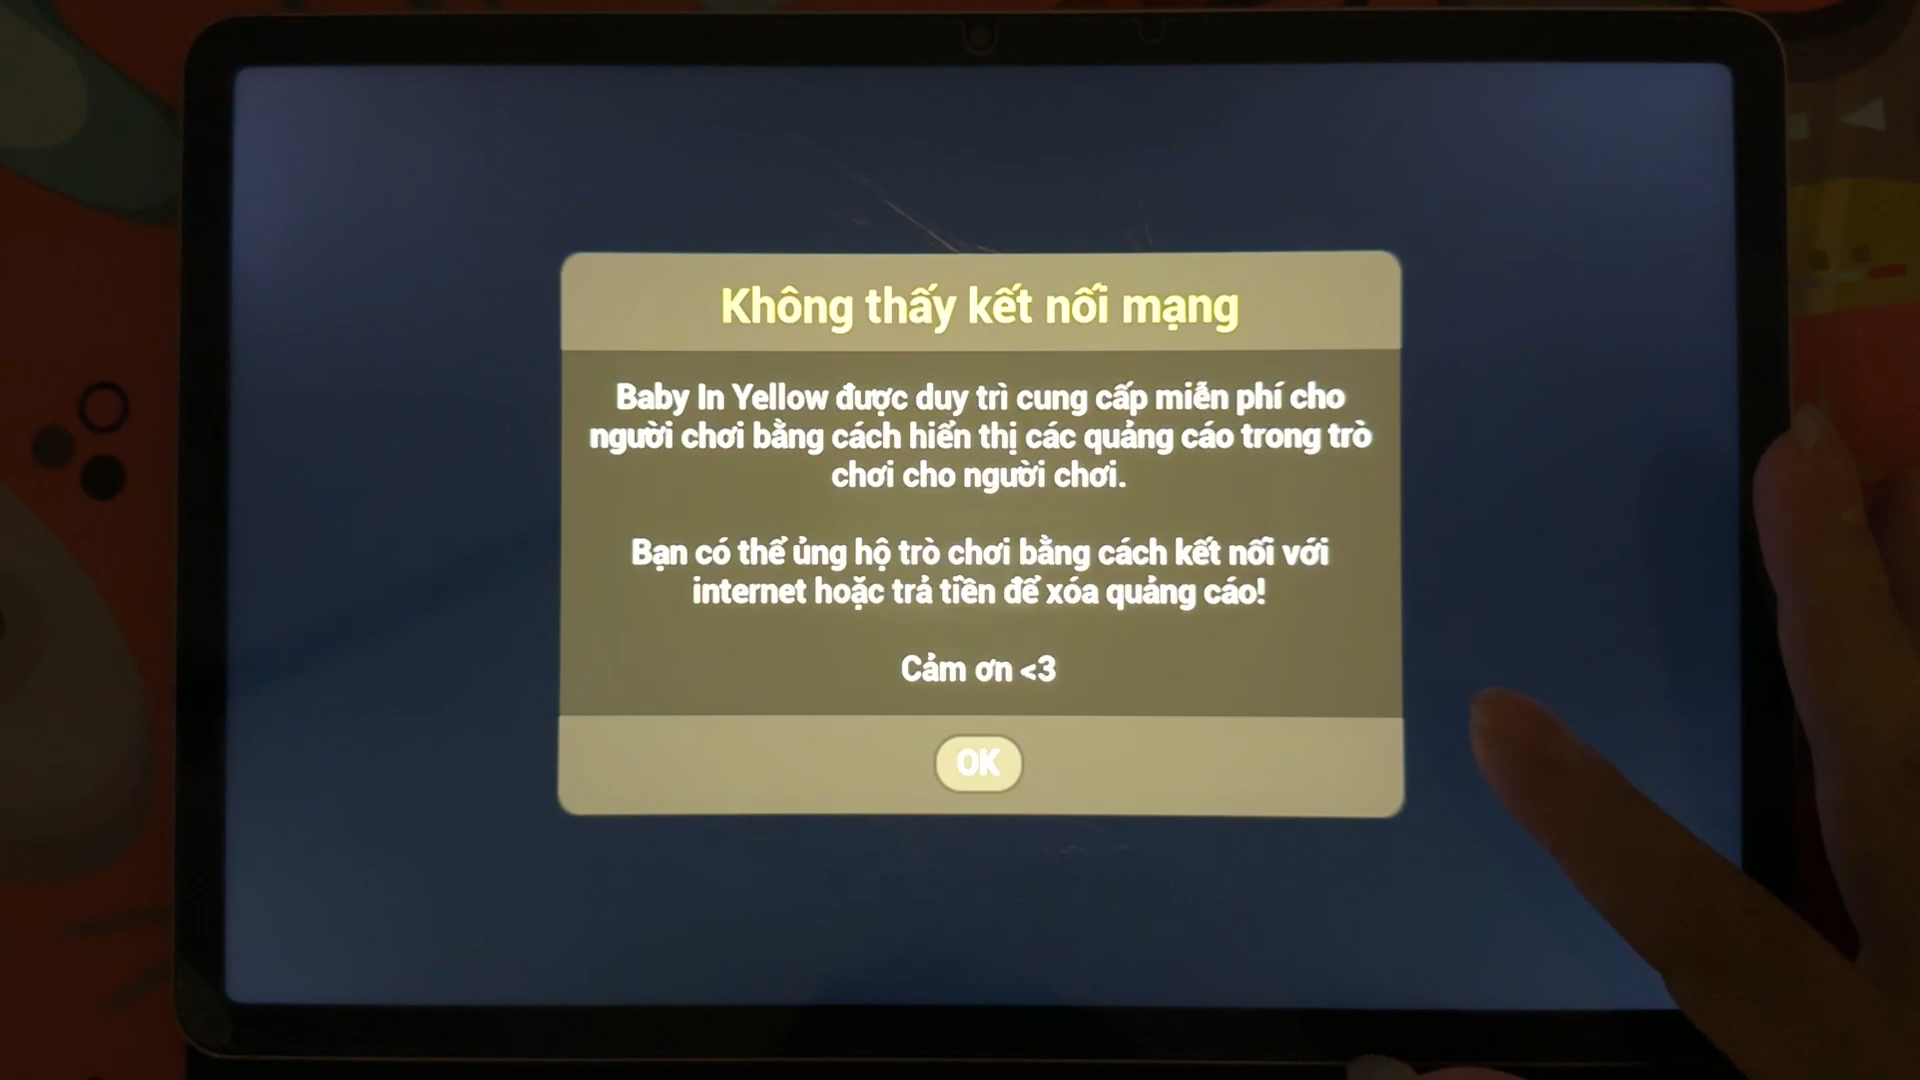 Không thấy kết nối mạng
Baby In Yellow được duy trì cung cấp miễn phí cho
người chơi bằng cách hiển thị các quảng cáo trong trò
chơi cho người chơi.
Bạn có thể ủng hộ trò chơi bằng cách kết nối với
internet hoặc trả tiền để xóa quảng cáo!
Cảm ơn <3
OK